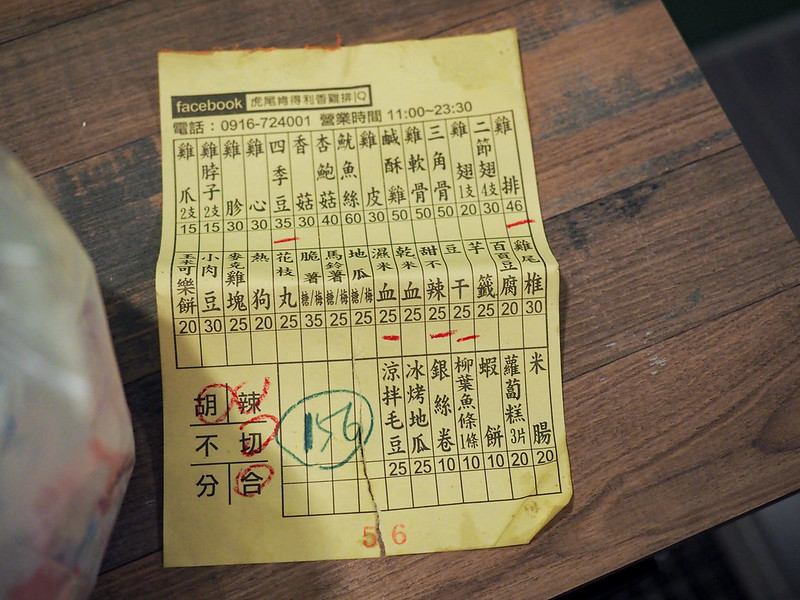 facebook 虎尾肯得利香雞排
電話：0916-724001 營業時間 11:00~23:30
雞排 46
二節翅4支 30
雞翅1支 20
三角骨 50
雞軟骨 50
鹹酥雞 50
雞皮 30
魷魚絲 60
杏鮑菇 40
香菇 30
四季豆 35
雞心 30
雞胗 30
雞脖子2支 15
雞爪2支 15
雞尾椎 30
百頁豆腐 20
芋籤 25
豆干 25
甜不辣 25
乾米血 25
濕米血 25
地瓜糖/梅 25
馬鈴薯糖/梅 25
脆薯糖/梅 35
花枝丸 25
熱狗 20
麥克雞塊 25
小肉豆 30
玉米可樂餅 20
米腸 20
蘿蔔糕3片 20
蝦餅 10
柳葉魚條1條 10
銀絲卷 10
冰烤地瓜 25
涼拌毛豆 25
156
胡 辣
不 切
分 合
56